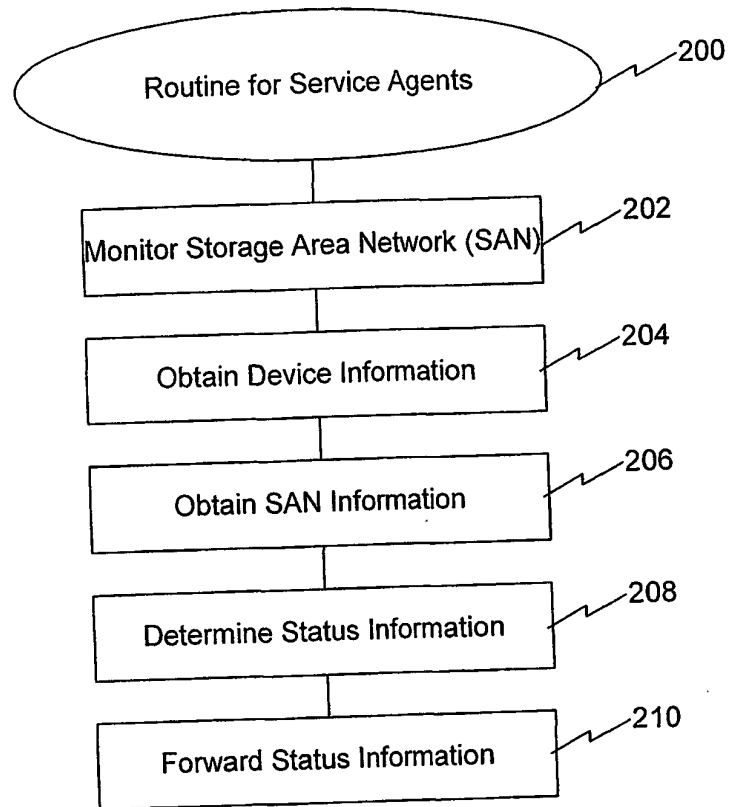 Routine for Service Agents
200
Monitor Storage Area Network (SAN)
202
Obtain Device Information
204
Obtain SAN Information
206
Determine Status Information
208
Forward Status Information
210